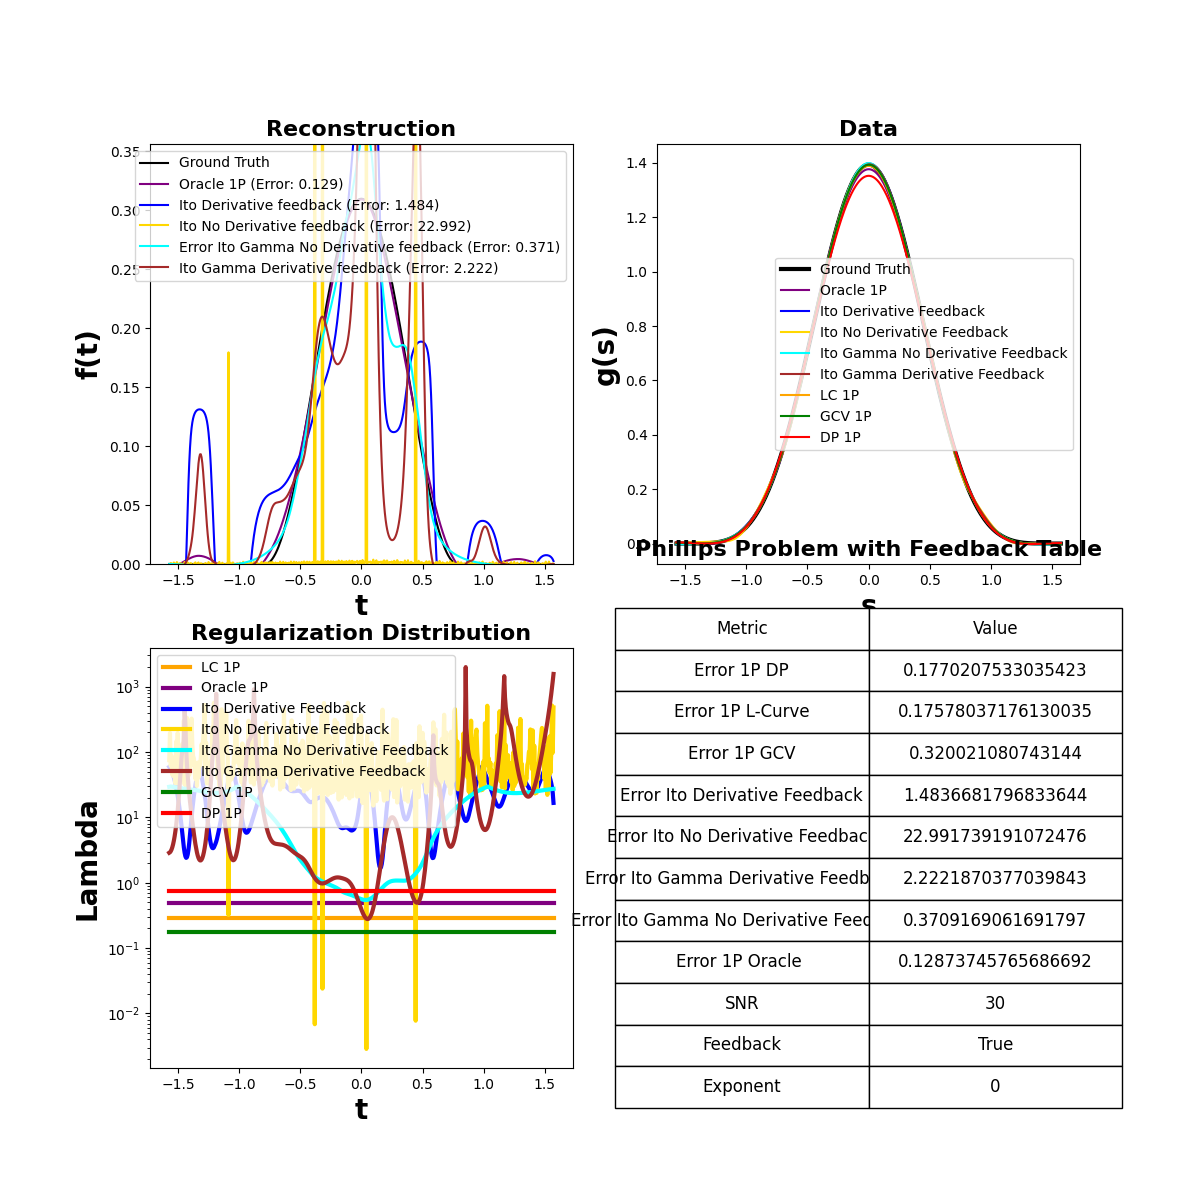 Reconstruction
f(t)
0.35
0.30
0.25
0.20
0.15
0.10
0.05
0.00
Ground Truth
Oracle 1P (Error: 0.129)
Ito Derivative feedback (Error: 1.484)
Ito No Derivative feedback (Error: 22.992)
Error Ito Gamma No Derivative feedback (Error: 0.371)
Ito Gamma Derivative feedback (Error: 2.222)
−1.5 −1.0 −0.5 0.0 0.5 1.0 1.5
t
Data
g(s)
1.4
1.2
1.0
0.8
0.6
0.4
0.2
Ground Truth
Oracle 1P
Ito Derivative Feedback
Ito No Derivative Feedback
Ito Gamma No Derivative Feedback
Ito Gamma Derivative Feedback
LC 1P
GCV 1P
DP 1P
−1.5 −1.0 −0.5 0.0 0.5 1.0 1.5
s
Regularization Distribution
Lambda
10³
10²
10¹
10⁰
10⁻¹
10⁻²
LC 1P
Oracle 1P
Ito Derivative Feedback
Ito No Derivative Feedback
Ito Gamma No Derivative Feedback
Ito Gamma Derivative Feedback
GCV 1P
DP 1P
−1.5 −1.0 −0.5 0.0 0.5 1.0 1.5
t
Phillips Problem with Feedback Table
Metric Value
Error 1P DP 0.1770207533035423
Error 1P L-Curve 0.17578037176130035
Error 1P GCV 0.320021080743144
Error Ito Derivative Feedback 1.4836681796833644
Error Ito No Derivative Feedbac 22.991739191072476
Error Ito Gamma Derivative Feedb 2.2221870377039843
Error Ito Gamma No Derivative Feed 0.3709169061691797
Error 1P Oracle 0.12873745765686692
SNR 30
Feedback True
Exponent 0